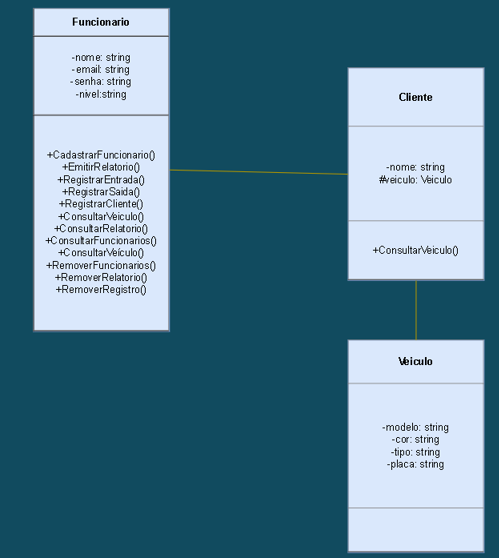 Funcionario
-nome: string
-email: string
-senha: string
-nivel:string
+CadastrarFuncionario()
+EmitirRelatorio()
+RegistrarEntrada()
+RegistrarSaida()
+RegistrarCliente()
+ConsultarVeiculo()
+ConsultarRelatorio()
+ConsultarFuncionarios()
+ConsultarVeículo()
+RemoverFuncionarios()
+RemoverRelatorio()
+RemoverRegistro()
Cliente
-nome: string
#veiculo: Veiculo
+ConsultarVeiculo()
Veiculo
-modelo: string
-cor: string
-tipo: string
-placa: string